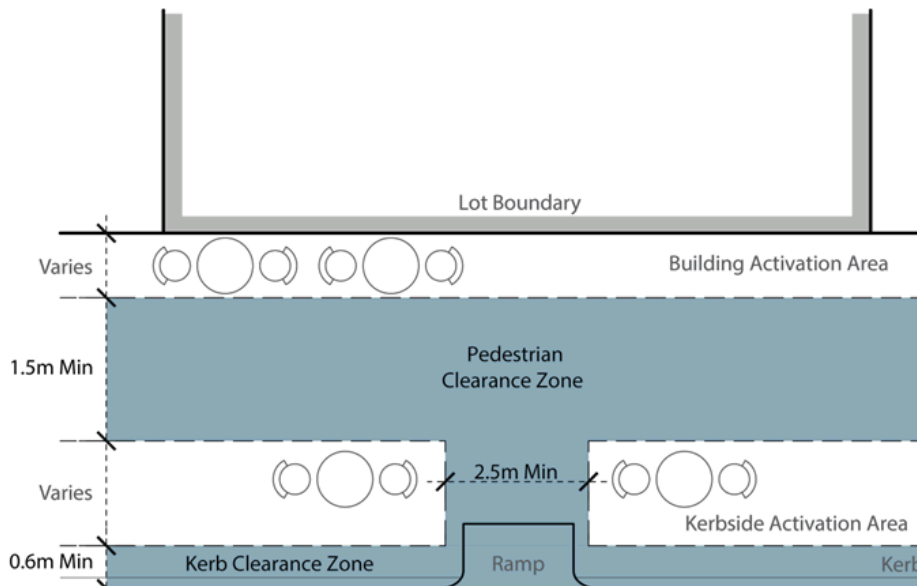 Lot Boundary
Varies
Building Activation Area
1.5m Min
Pedestrian
Clearance Zone
2.5m Min
Varies
Kerbside Activation Area
0.6m Min
Kerb Clearance Zone
Ramp
Kerb